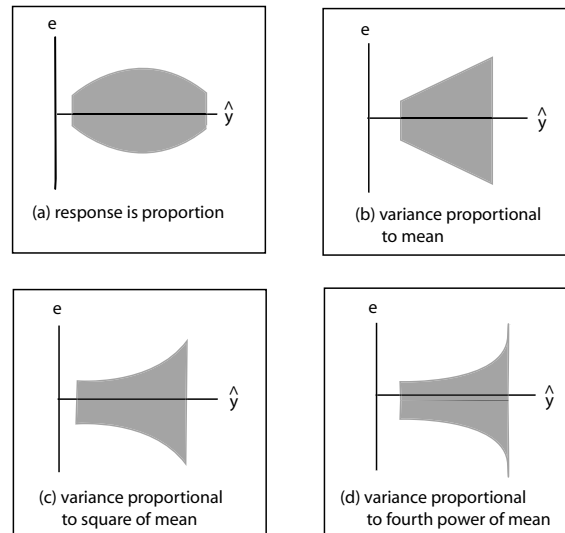 e
ŷ
(a) response is proportion
e
ŷ
(b) variance proportional
to mean
e
ŷ
(c) variance proportional
to square of mean
e
ŷ
(d) variance proportional
to fourth power of mean